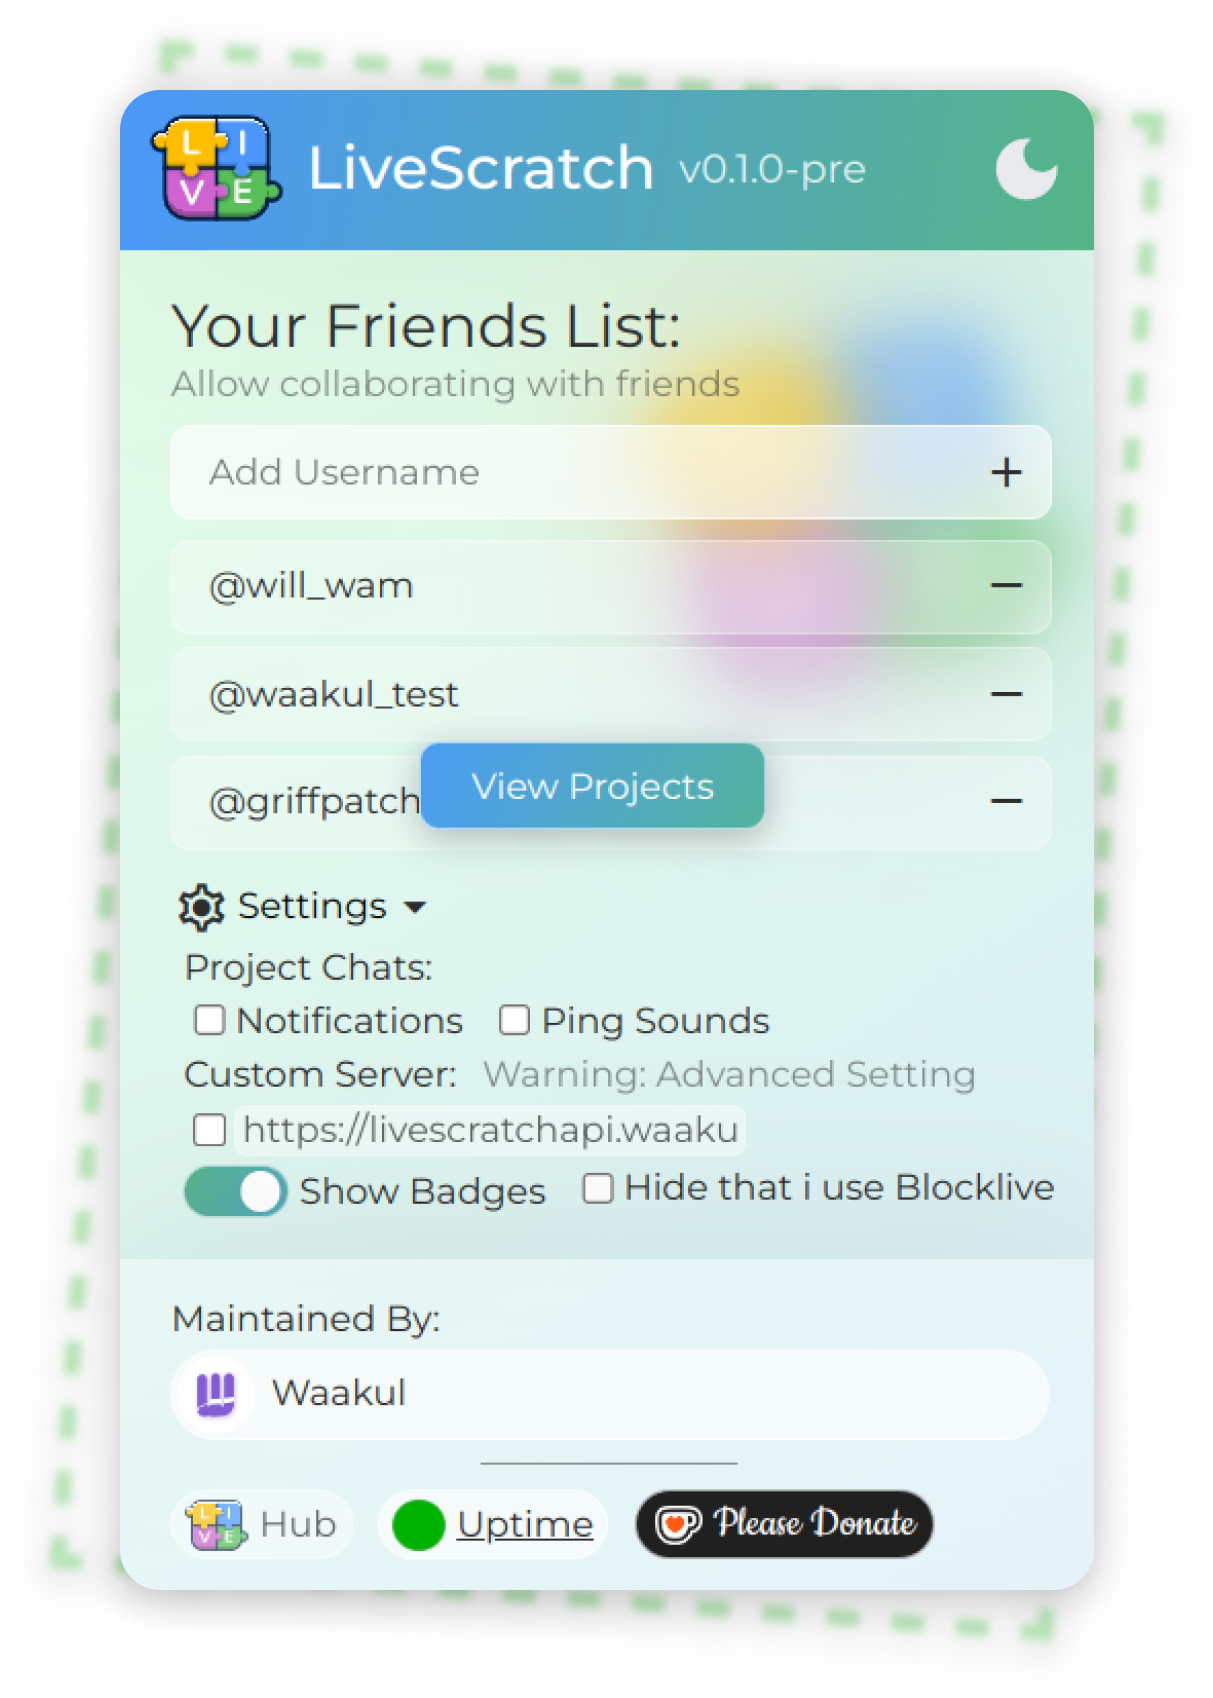 L I
V E
LiveScratch v0.1.0-pre
Your Friends List:
Allow collaborating with friends
Add Username +
@will_wam −
@waakul_test −
View Projects
@griffpatch −
Settings
Project Chats:
Notifications Ping Sounds
Custom Server: Warning: Advanced Setting
https://livescratchapi.waaku
Show Badges Hide that i use Blocklive
Maintained By:
Waakul
L I
V E
Hub Uptime Please Donate